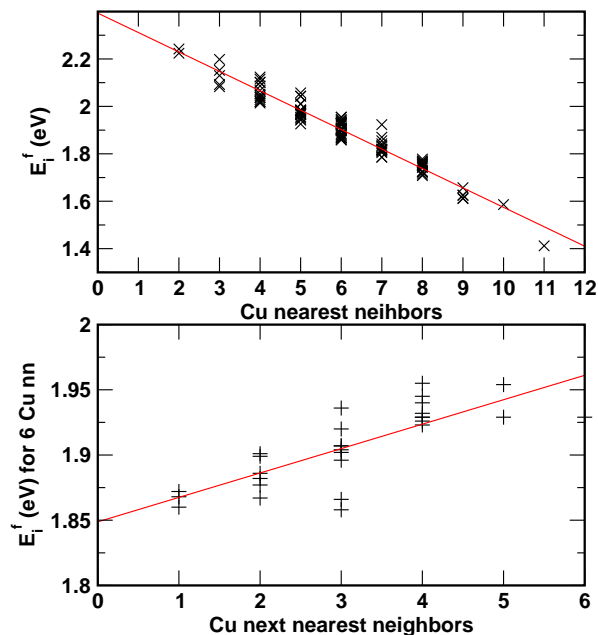 2.2
2
1.8
1.6
1.4
E_i^f (eV)
0 1 2 3 4 5 6 7 8 9 10 11 12
Cu nearest neihbors
2
1.95
1.9
1.85
1.8
E_i^f (eV) for 6 Cu nn
0 1 2 3 4 5 6
Cu next nearest neighbors